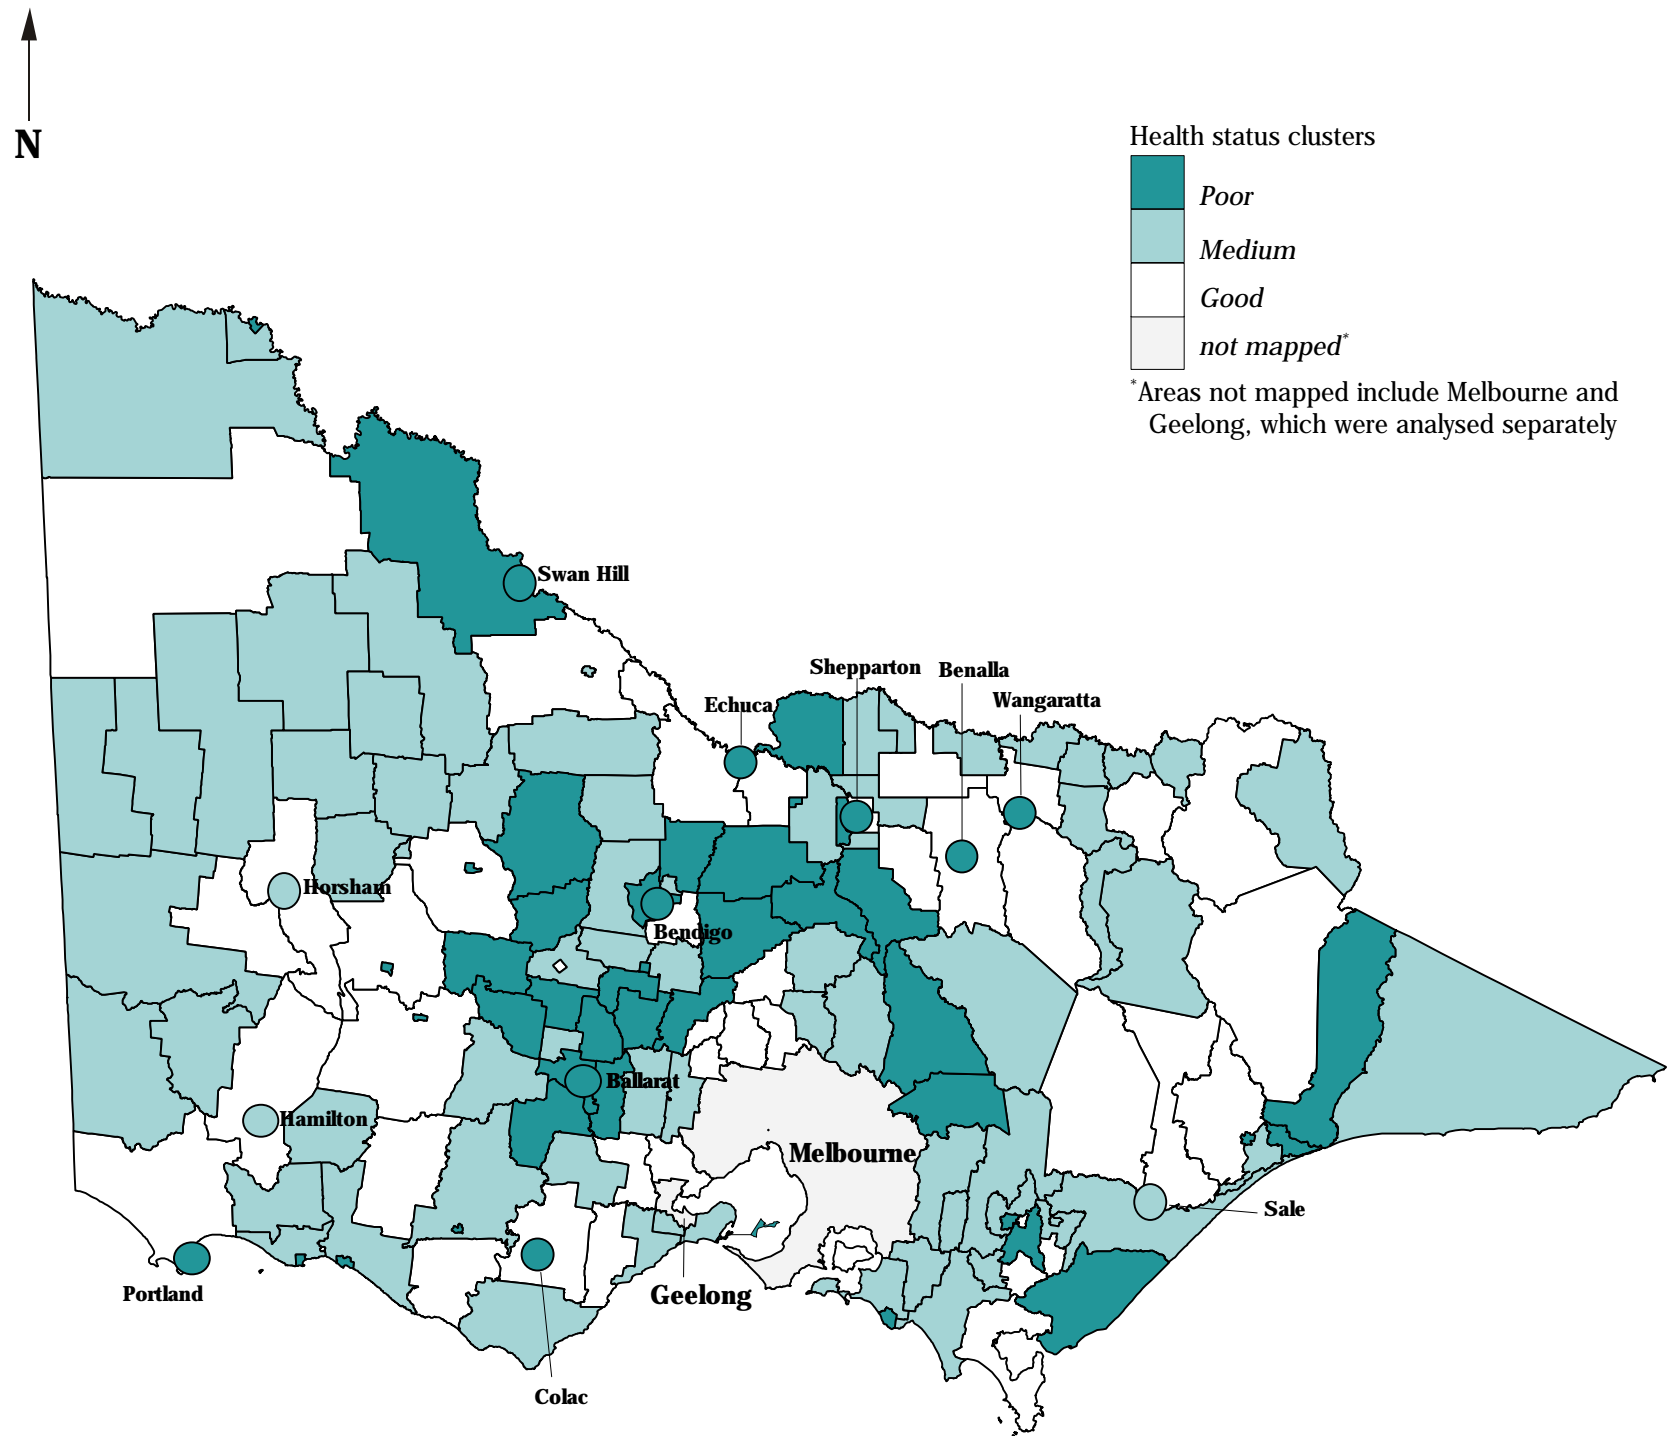 N
Health status clusters
Poor
Medium
Good
not mapped*
*Areas not mapped include Melbourne and
Geelong, which were analysed separately
Swan Hill
Shepparton
Benalla
Echuca
Wangaratta
Horsham
Bendigo
Ballarat
Hamilton
Melbourne
Sale
Portland
Geelong
Colac